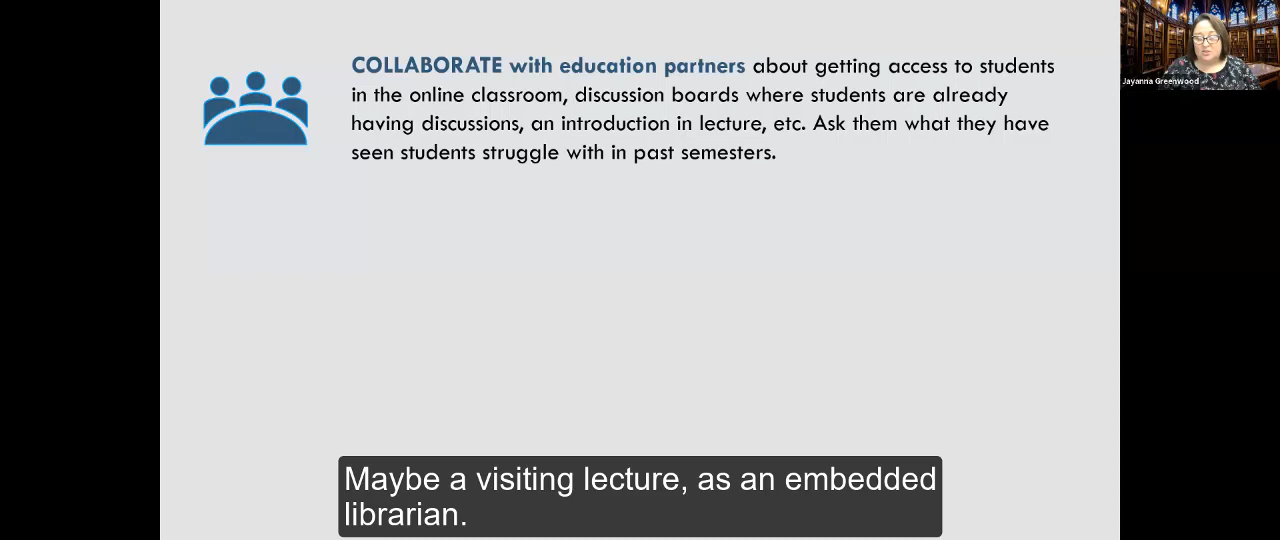 COLLABORATE with education partners about getting access to students
in the online classroom, discussion boards where students are already
having discussions, an introduction in lecture, etc. Ask them what they have
seen students struggle with in past semesters.
Jayanna Greenwood
Maybe a visiting lecture, as an embedded
librarian.